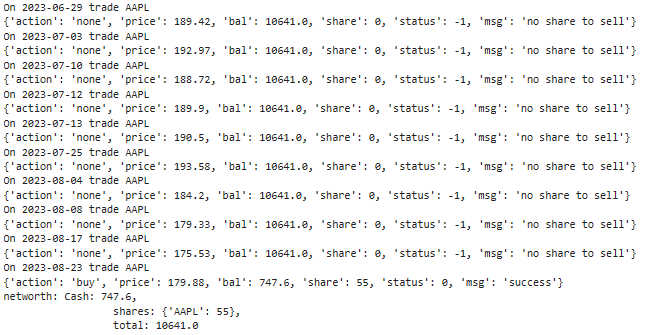 On 2023-06-29 trade AAPL
{'action': 'none', 'price': 189.42, 'bal': 10641.0, 'share': 0, 'status': -1, 'msg': 'no share to sell'}
On 2023-07-03 trade AAPL
{'action': 'none', 'price': 192.97, 'bal': 10641.0, 'share': 0, 'status': -1, 'msg': 'no share to sell'}
On 2023-07-10 trade AAPL
{'action': 'none', 'price': 188.72, 'bal': 10641.0, 'share': 0, 'status': -1, 'msg': 'no share to sell'}
On 2023-07-12 trade AAPL
{'action': 'none', 'price': 189.9, 'bal': 10641.0, 'share': 0, 'status': -1, 'msg': 'no share to sell'}
On 2023-07-13 trade AAPL
{'action': 'none', 'price': 190.5, 'bal': 10641.0, 'share': 0, 'status': -1, 'msg': 'no share to sell'}
On 2023-07-25 trade AAPL
{'action': 'none', 'price': 193.58, 'bal': 10641.0, 'share': 0, 'status': -1, 'msg': 'no share to sell'}
On 2023-08-04 trade AAPL
{'action': 'none', 'price': 184.2, 'bal': 10641.0, 'share': 0, 'status': -1, 'msg': 'no share to sell'}
On 2023-08-08 trade AAPL
{'action': 'none', 'price': 179.33, 'bal': 10641.0, 'share': 0, 'status': -1, 'msg': 'no share to sell'}
On 2023-08-17 trade AAPL
{'action': 'none', 'price': 175.53, 'bal': 10641.0, 'share': 0, 'status': -1, 'msg': 'no share to sell'}
On 2023-08-23 trade AAPL
{'action': 'buy', 'price': 179.88, 'bal': 747.6, 'share': 55, 'status': 0, 'msg': 'success'}
networth: Cash: 747.6,
shares: {'AAPL': 55},
total: 10641.0